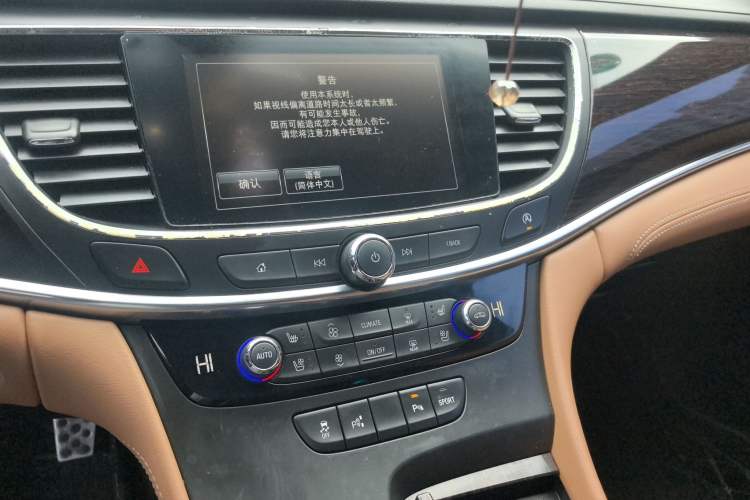 警告
使用本系统时,
如果视线偏离道路时间太长或者太频繁,
有可能发生事故,
因而可能造成您本人或他人伤亡。
请您将注意力集中在驾驶上。
确认
语言
(简体中文)
BACK
HI
AUTO
CLIMATE
ON/OFF
REAR
HI
OFF
SPORT